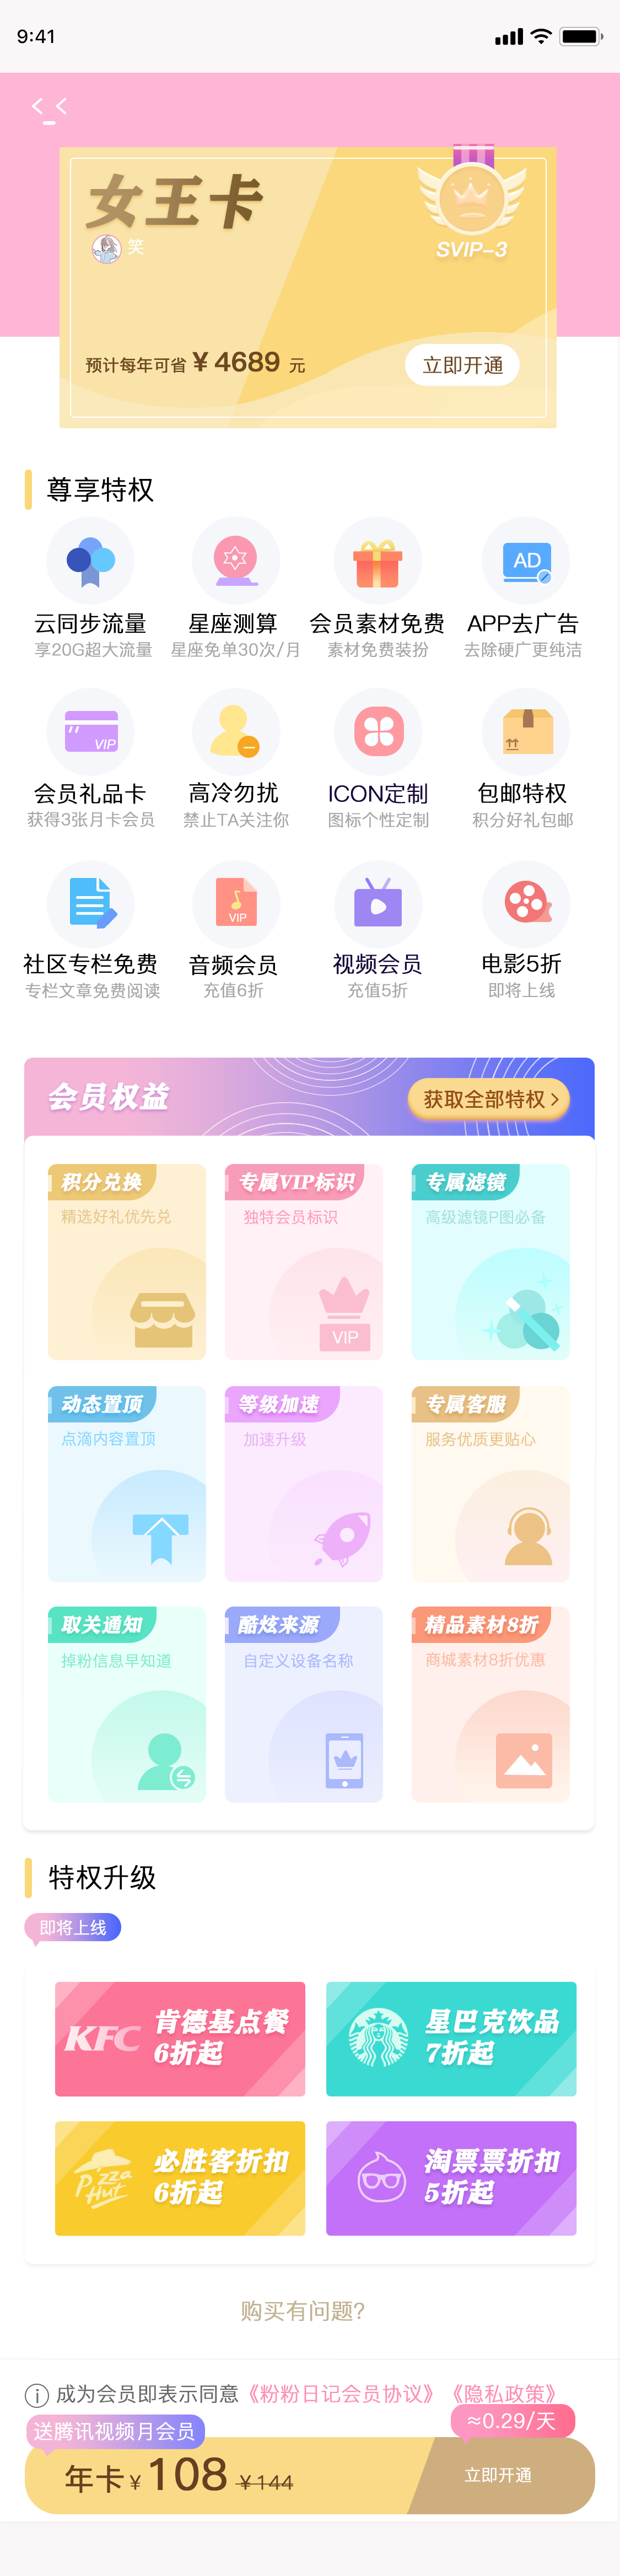 9:41
女王卡
笑
SVIP-3
预计每年可省 ¥ 4689 元
立即开通
尊享特权
云同步流量 星座测算 会员素材免费 APP去广告
享20G超大流量 星座免单30次/月 素材免费装扮 去除硬广更纯洁
AD
VIP
会员礼品卡 高冷勿扰 ICON定制 包邮特权
获得3张月卡会员 禁止TA关注你 图标个性定制 积分好礼包邮
VIP
社区专栏免费 音频会员 视频会员 电影5折
专栏文章免费阅读 充值6折 充值5折 即将上线
会员权益
获取全部特权
积分兑换 专属VIP标识 专属滤镜
精选好礼优先兑 独特会员标识 高级滤镜P图必备
VIP
动态置顶 等级加速 专属客服
点滴内容置顶 加速升级 服务优质更贴心
取关通知 酷炫来源 精品素材8折
掉粉信息早知道 自定义设备名称 商城素材8折优惠
特权升级
即将上线
KFC
肯德基点餐
6折起
星巴克饮品
7折起
Pizza
Hut
必胜客折扣
6折起
淘票票折扣
5折起
购买有问题?
成为会员即表示同意《粉粉日记会员协议》《隐私政策》
送腾讯视频月会员
≈0.29/天
年卡 ¥ 108 ¥144
立即开通